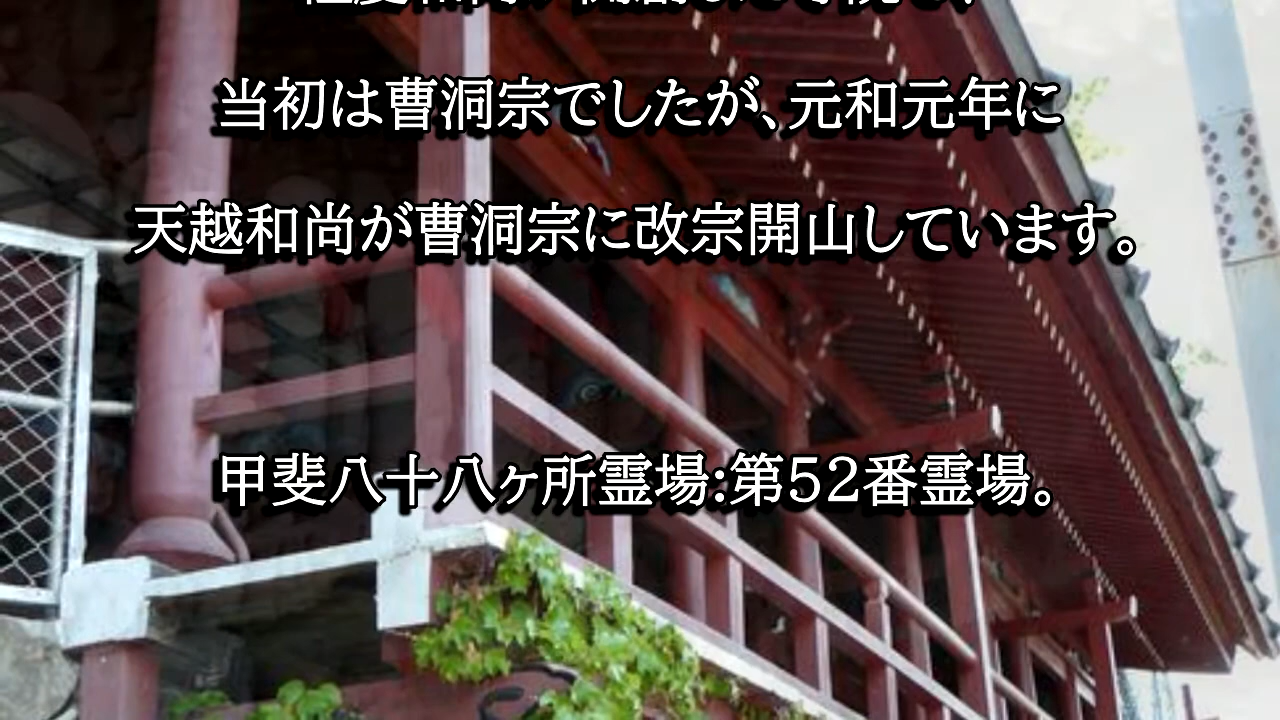 当初は曹洞宗でしたが、元和元年に
天越和尚が曹洞宗に改宗開山しています。
甲斐八十八ヶ所霊場:第52番霊場。